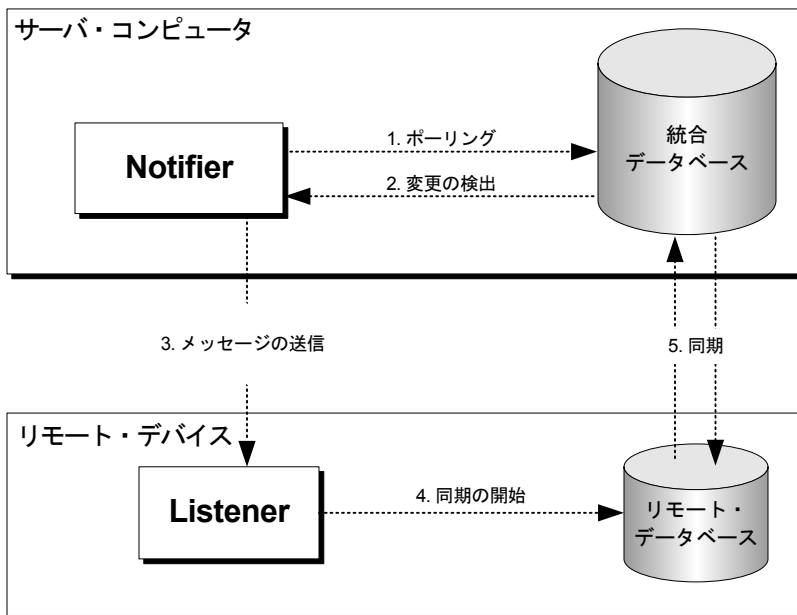 サーバ・コンピュータ
Notifier
1. ポーリング
2. 変更の検出
統合
データベース
3. メッセージの送信
5. 同期
リモート・デバイス
Listener
4. 同期の開始
リモート・
データベース